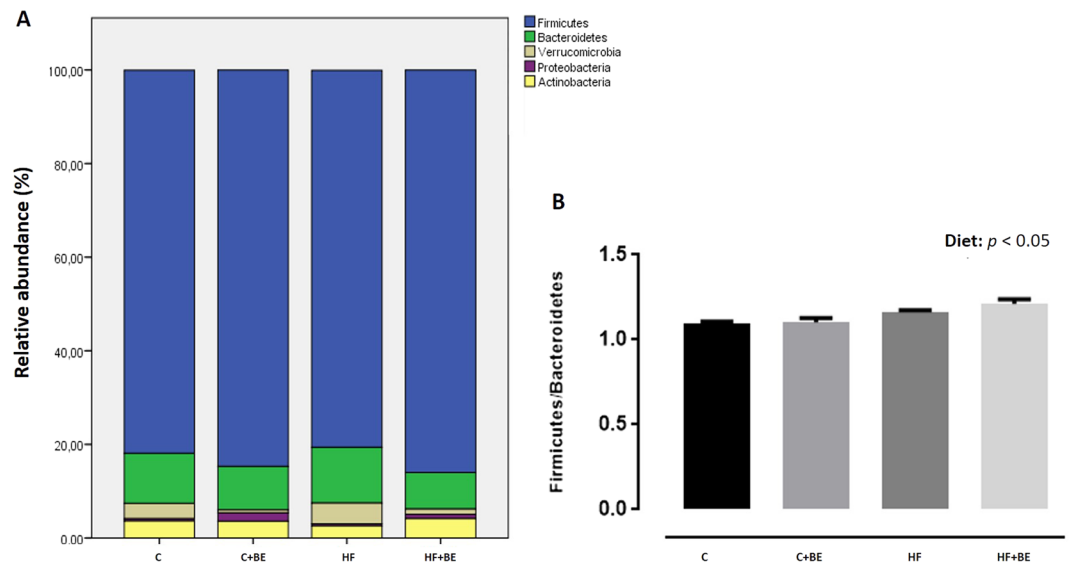 A
Firmicutes
Bacteroidetes
Verrucomicrobia
Proteobacteria
Actinobacteria
100,00
80,00
60,00
40,00
20,00
0.00
Relative abundance (%)
C
C+BE
HF
HF+BE
B
Diet: p < 0.05
1.5
1.0
0.5
0.0
Firmicutes/Bacteroidetes
C
C+BE
HF
HF+BE